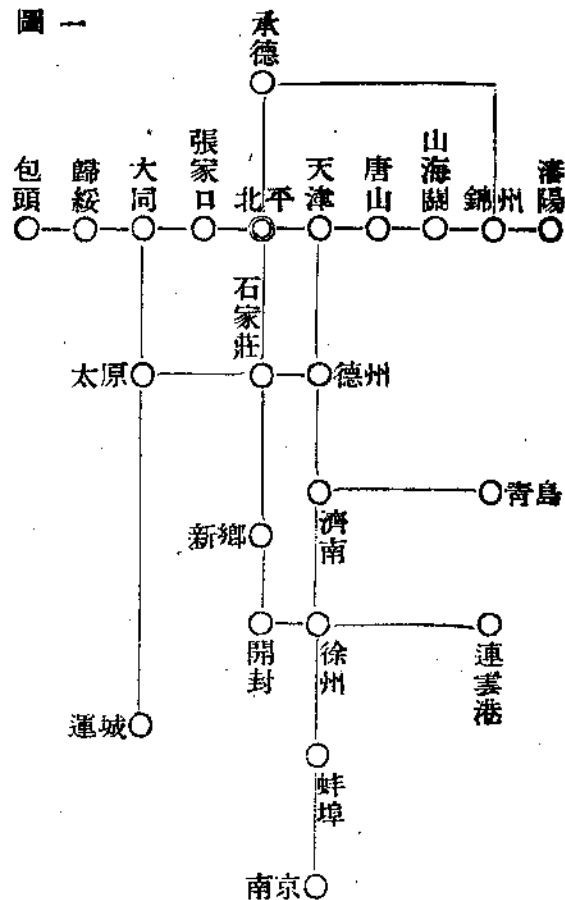 圖一
承德
包頭
歸綏
大同
張家口
北平
天津
唐山
山海關
錦州
瀋陽
石家莊
太原
德州
青島
濟南
新鄉
開封
徐州
連雲港
運城
蚌埠
南京